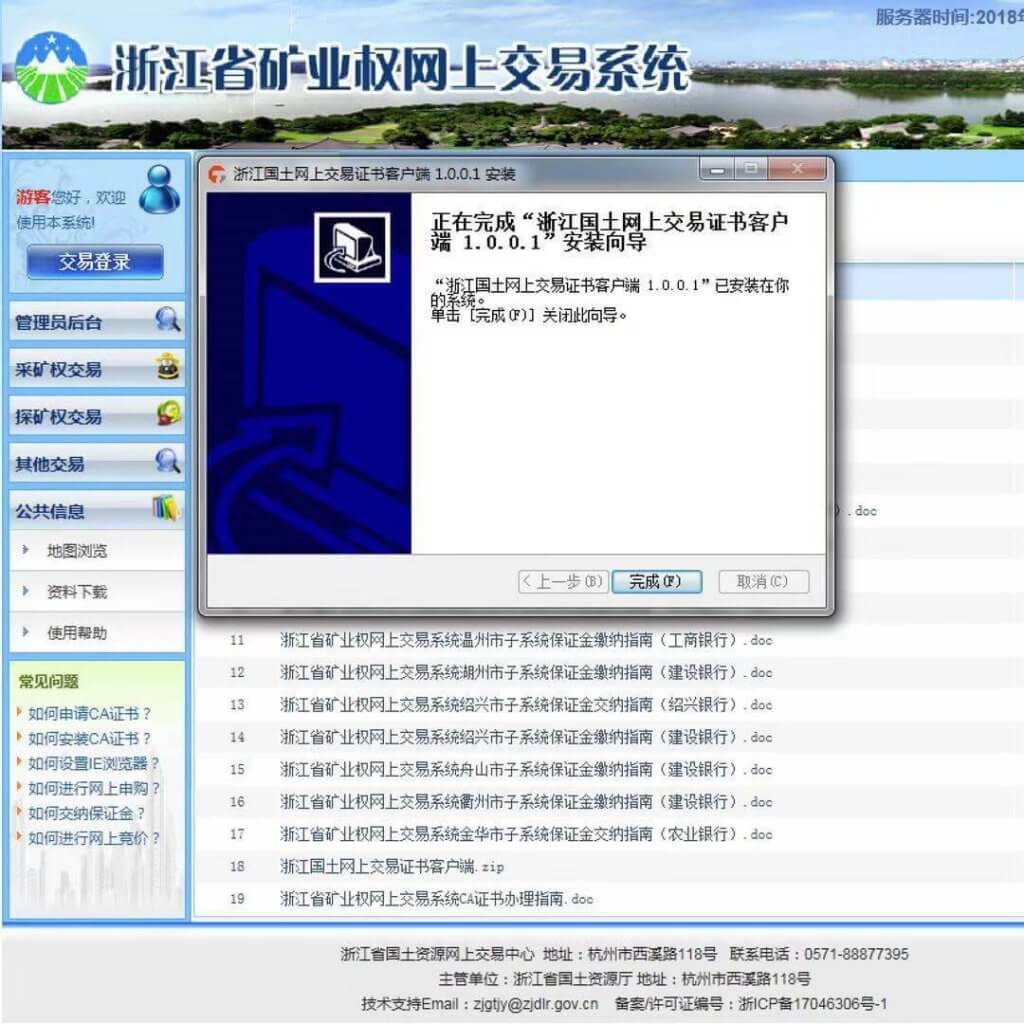 服务器时间:2018年
浙江省矿业权网上交易系统
游客您好，欢迎
使用本系统!
交易登录
管理员后台
采矿权交易
探矿权交易
其他交易
公共信息
地图浏览
资料下载
使用帮助
常见问题
如何申请CA证书？
如何安装CA证书？
如何设置IE浏览器？
如何进行网上申购？
如何交纳保证金？
如何进行网上竞价？
浙江国土网上交易证书客户端 1.0.0.1 安装
正在完成“浙江国土网上交易证书客户
端 1.0.0.1”安装向导
“浙江国土网上交易证书客户端 1.0.0.1”已安装在你
的系统。
单击 [完成(F)] 关闭此向导。
<上一步(B)
完成(F)
取消(C)
）.doc
11 浙江省矿业权网上交易系统温州市子系统保证金缴纳指南（工商银行）.doc
12 浙江省矿业权网上交易系统湖州市子系统保证金缴纳指南（建设银行）.doc
13 浙江省矿业权网上交易系统绍兴市子系统保证金交纳指南（绍兴银行）.doc
14 浙江省矿业权网上交易系统绍兴市子系统保证金缴纳指南（建设银行）.doc
15 浙江省矿业权网上交易系统舟山市子系统保证金缴纳指南（建设银行）.doc
16 浙江省矿业权网上交易系统衢州市子系统保证金缴纳指南（建设银行）.doc
17 浙江省矿业权网上交易系统金华市子系统保证金交纳指南（农业银行）.doc
18 浙江国土网上交易证书客户端.zip
19 浙江省矿业权网上交易系统CA证书办理指南.doc
浙江省国土资源网上交易中心 地址：杭州市西溪路118号 联系电话：0571-88877395
主管单位：浙江省国土资源厅 地址：杭州市西溪路118号
技术支持Email：zjgtjy@zjdlr.gov.cn 备案/许可证编号：浙ICP备17046306号-1